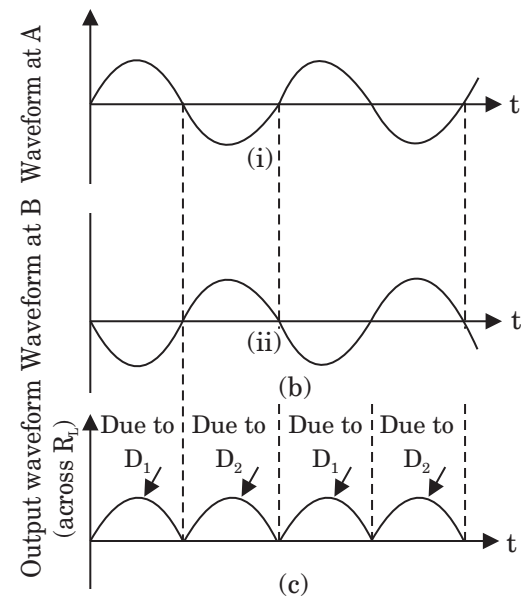 Waveform at A
t
(i)
Waveform at B
t
(ii)
(b)
Output waveform
(across R_L)
Due to Due to Due to Due to
D₁ D₂ D₁ D₂
t
(c)